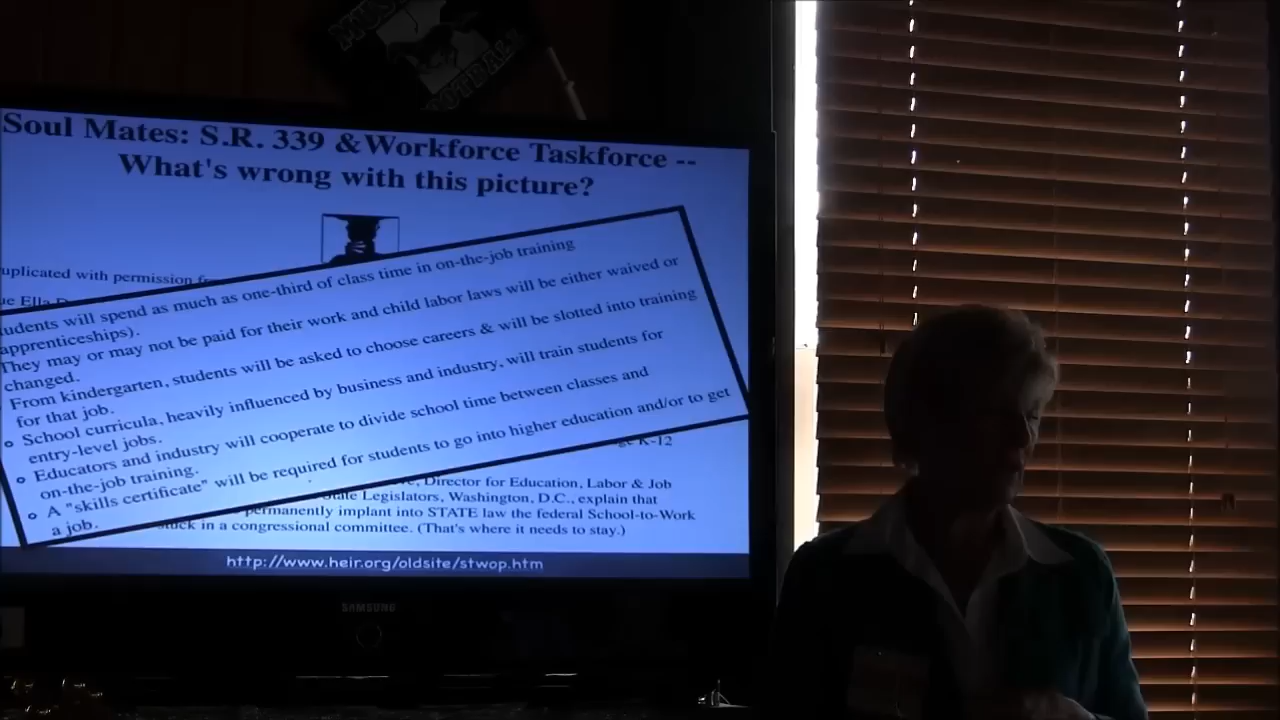 Soul Mates: S.R. 339 &Workforce Taskforce --
What's wrong with this picture?
uplicated with permission
ue Ella
udents will spend as much as one-third of class time in on-the-job training
apprenticeships).
They may or may not be paid for their work and child labor laws will be either waived or
changed.
From kindergarten, students will be asked to choose careers & will be slotted into training
for that job.
School curricula, heavily influenced by business and industry, will train students for
entry-level jobs.
Educators and industry will cooperate to divide school time between classes and
on-the-job training.
A "skills certificate" will be required for students to go into higher education and/or to get
a job.
K-12
, Director for Education, Labor & Job
Legislators, Washington, D.C., explain that
permanently implant into STATE law the federal School-to-Work
stuck in a congressional committee. (That's where it needs to stay.)
http://www.heir.org/oldsite/stwop.htm
SAMSUNG